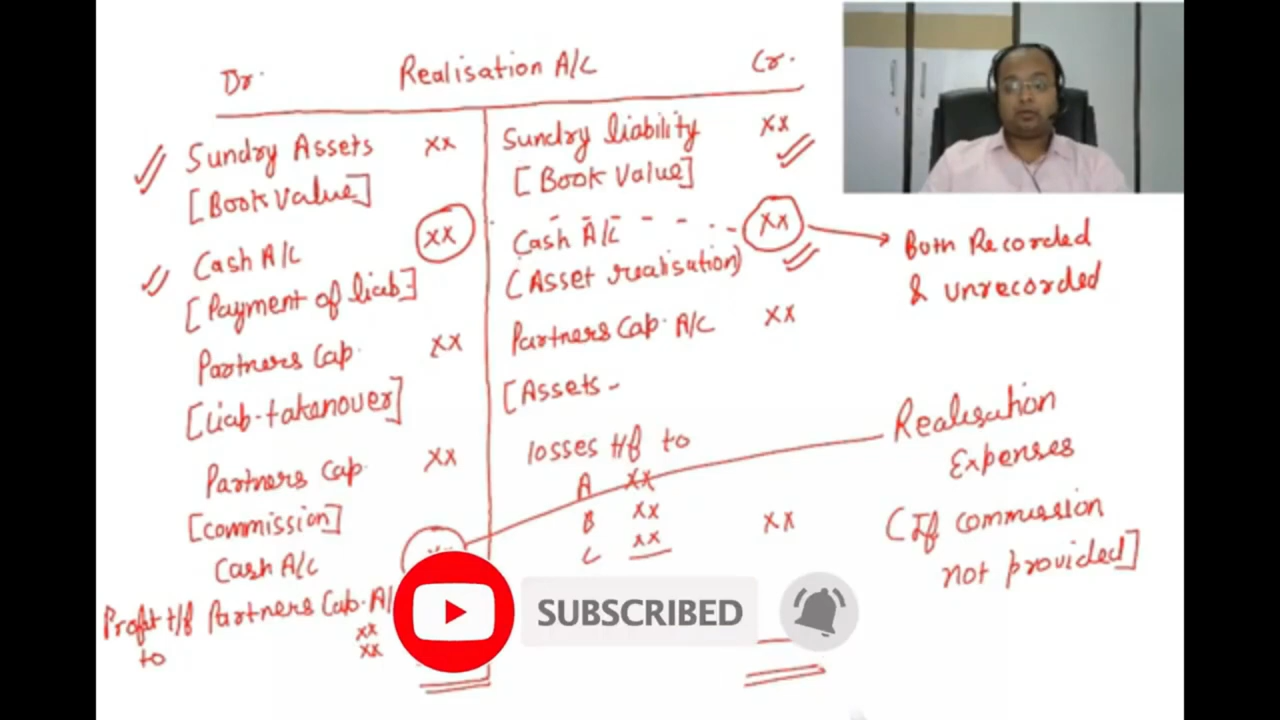 Dr.
Realisation A/C
Cr.
Sundry Assets xx
[Book Value]
Cash A/C xx
[Payment of liab]
Partners Cap. xx
[Liab. takenover]
Partners Cap. xx
[commission]
Cash A/C
Profit t/f Partners Cap. A/
to
xx
xx
Sundry liability xx
[Book Value]
Cash A/C xx
(Asset realisation)
Partners Cap. A/C xx
[Assets -
losses t/f to
A xx
B xx
C xx
xx
Both Recorded
& unrecorded
Realisation
Expenses
(If commission
not provided]
SUBSCRIBED